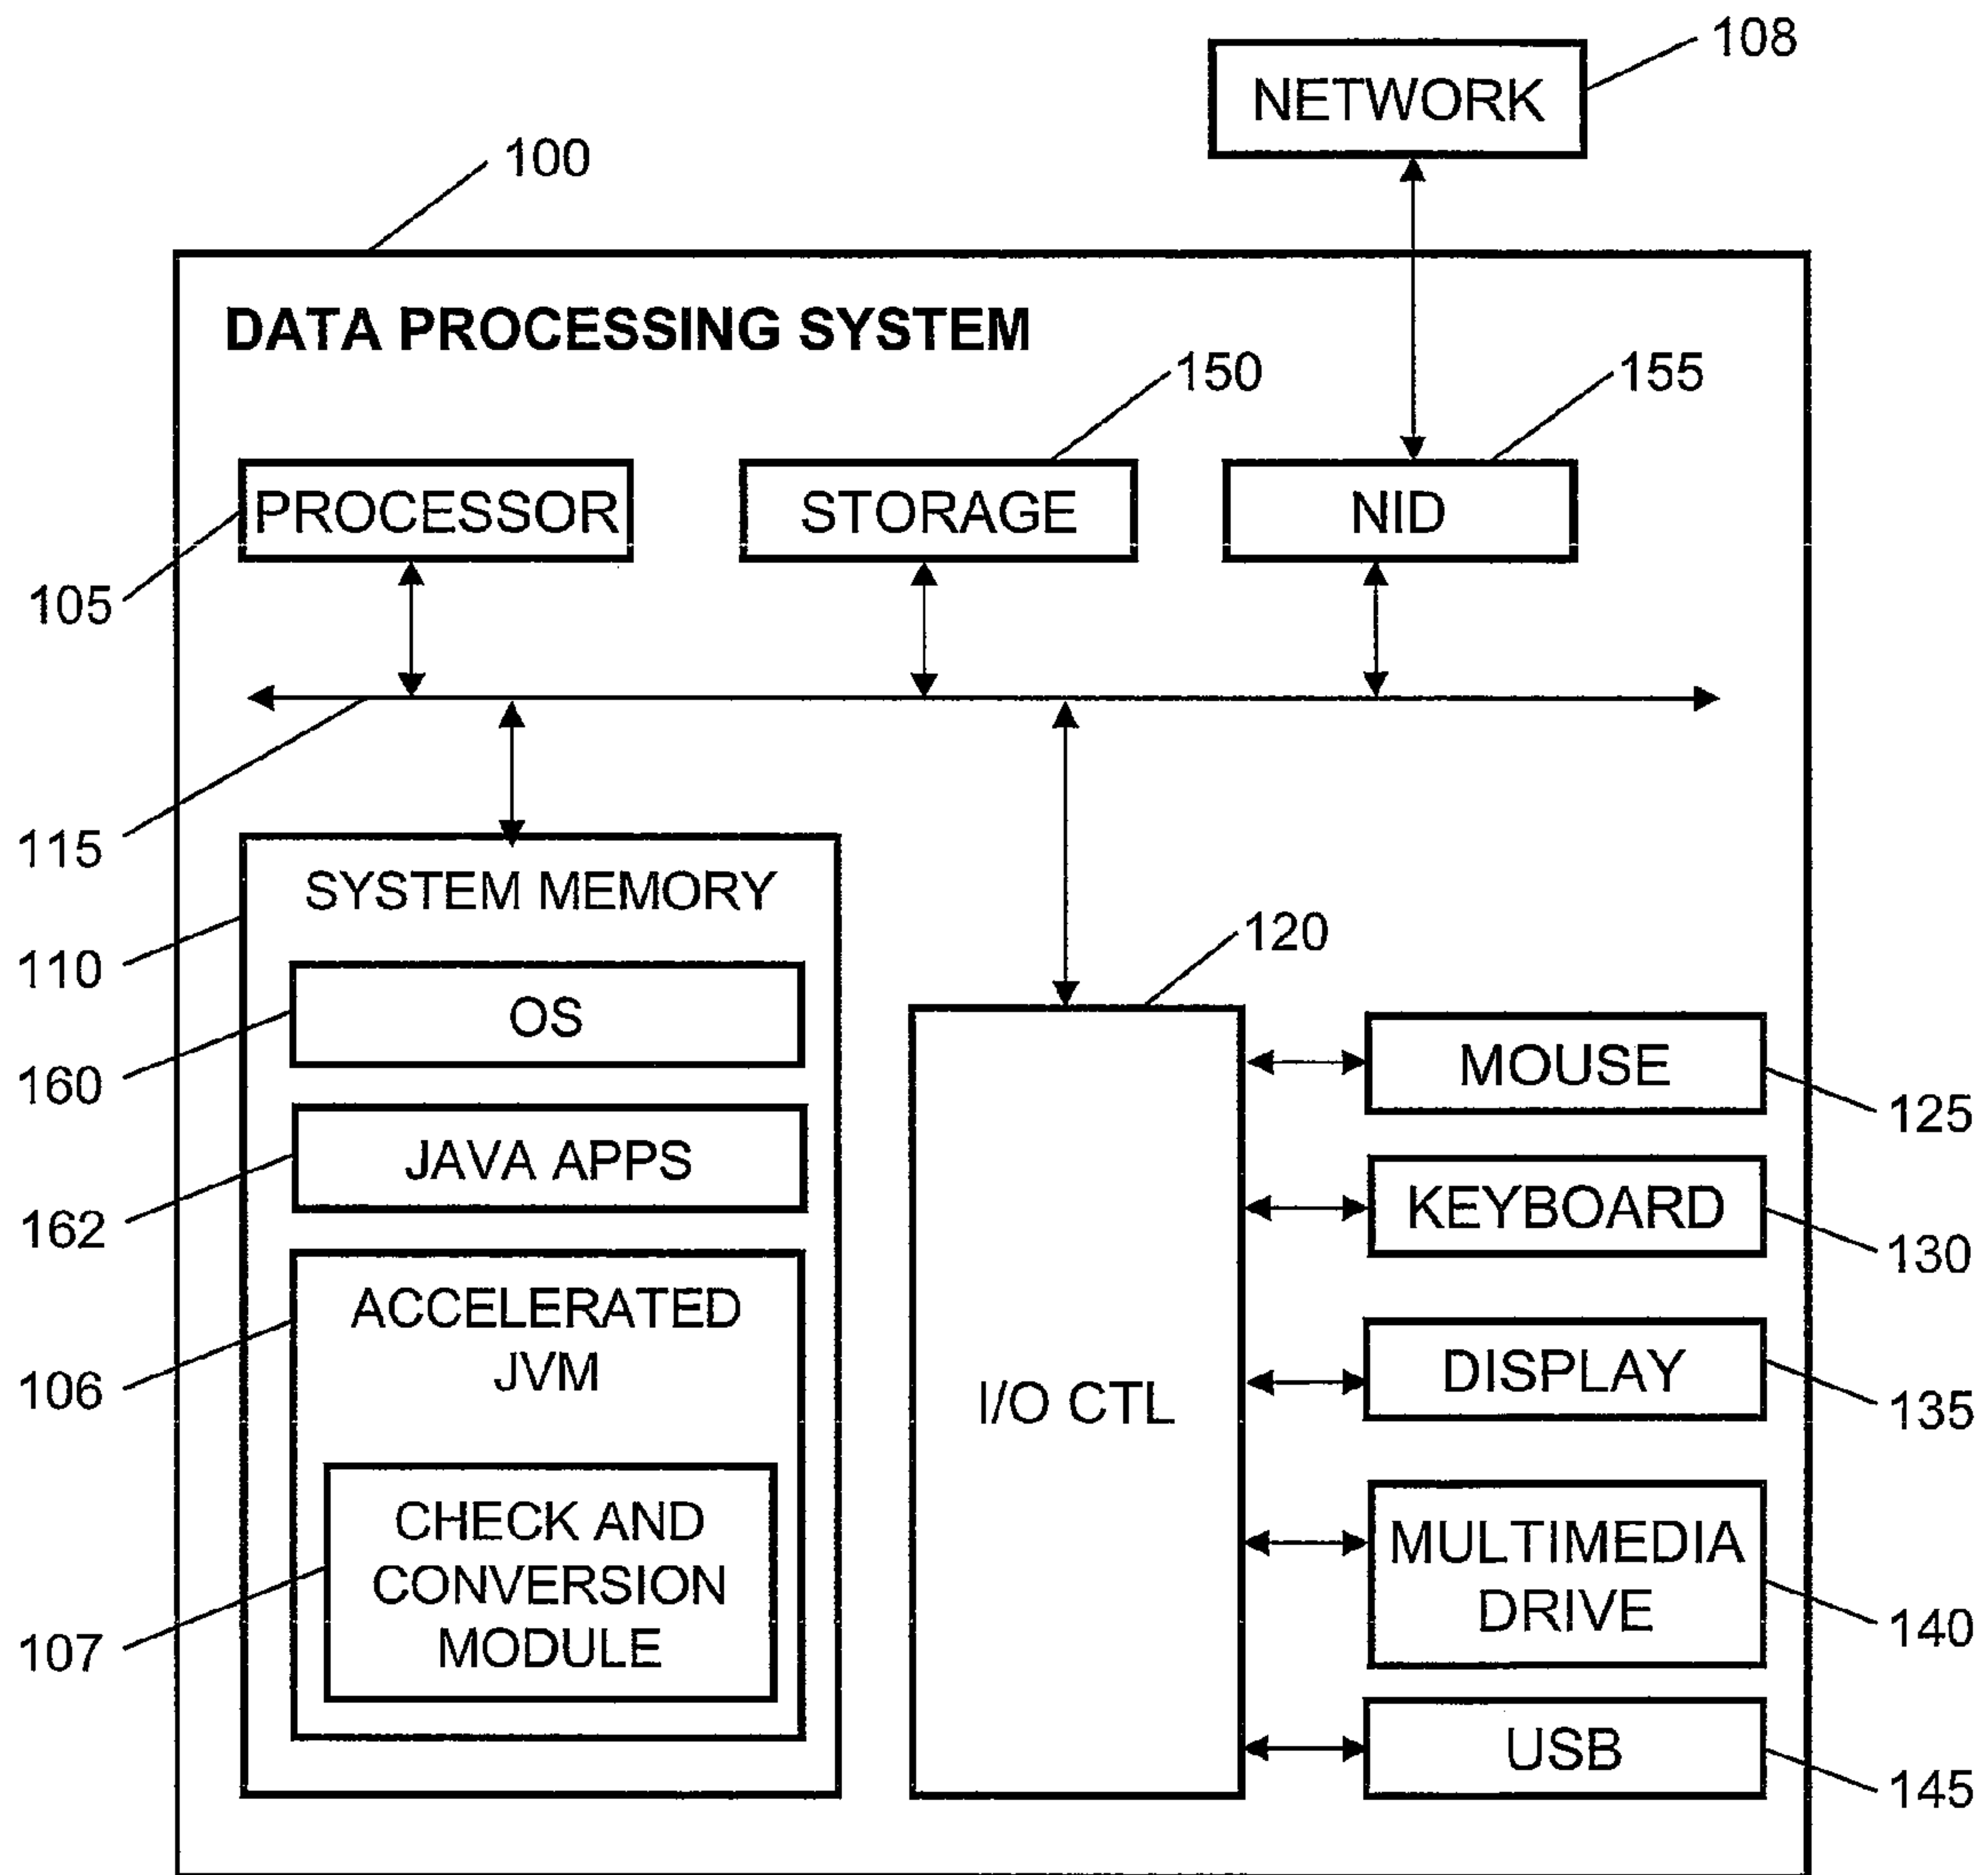 108
NETWORK
100
DATA PROCESSING SYSTEM
150
155
PROCESSOR
STORAGE
NID
105
115
SYSTEM MEMORY
110
120
OS
160
MOUSE
125
JAVA APPS
162
KEYBOARD
130
ACCELERATED
JVM
106
I/O CTL
DISPLAY
135
CHECK AND
CONVERSION
MODULE
107
MULTIMEDIA
DRIVE
140
USB
145